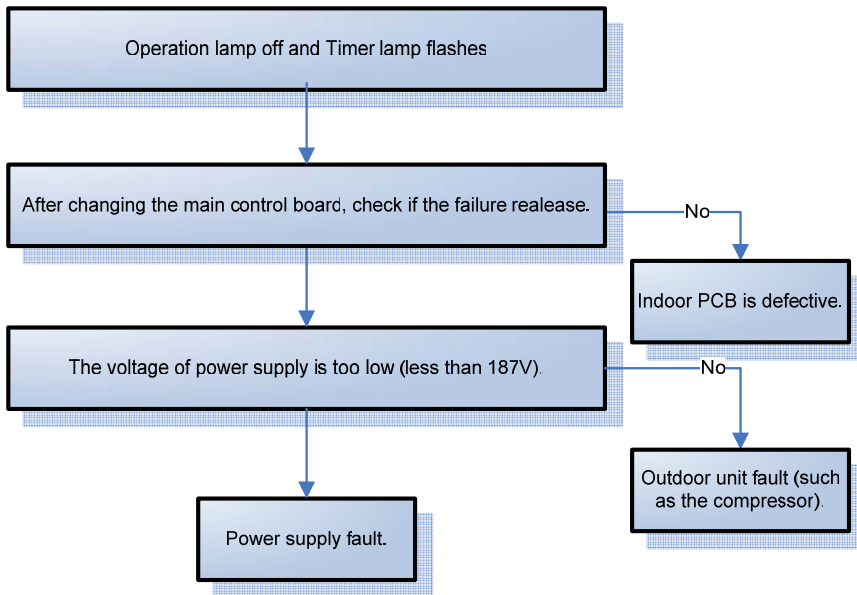 Operation lamp off and Timer lamp flashes
After changing the main control board, check if the failure realease.
No
Indoor PCB is defective.
The voltage of power supply is too low (less than 187V).
No
Outdoor unit fault (such
as the compressor).
Power supply fault.